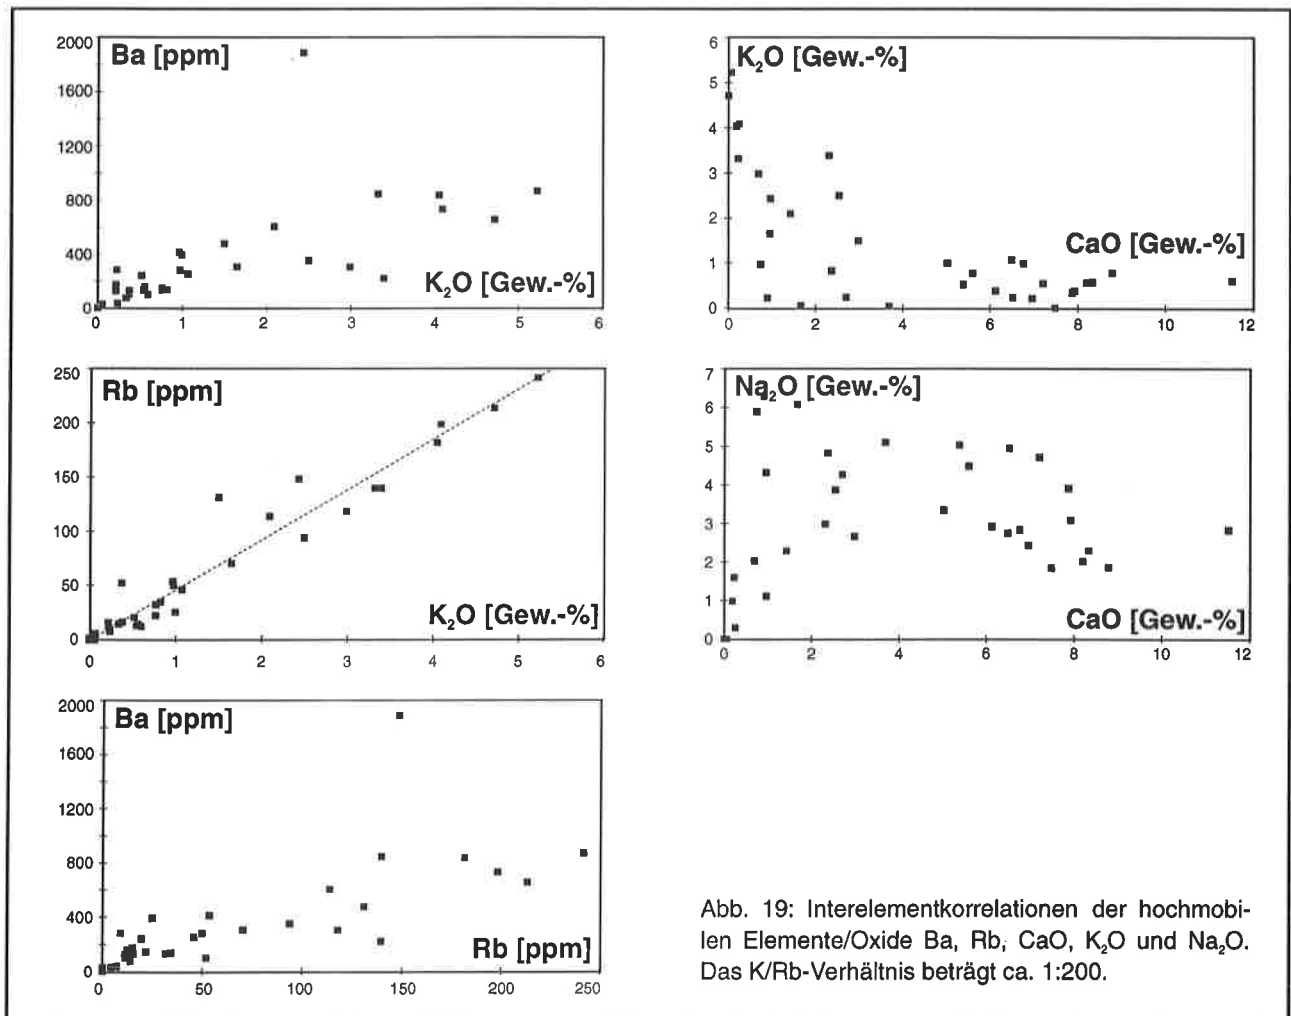 Ba [ppm]
2000
1600
1200
800
400
0
K₂O [Gew.-%]
0 1 2 3 4 5 6
K₂O [Gew.-%]
6
5
4
3
2
1
0
CaO [Gew.-%]
0 2 4 6 8 10 12
Rb [ppm]
250
200
150
100
50
0
K₂O [Gew.-%]
0 1 2 3 4 5 6
Na₂O [Gew.-%]
7
6
5
4
3
2
1
0
CaO [Gew.-%]
0 2 4 6 8 10 12
Ba [ppm]
2000
1600
1200
800
400
0
Rb [ppm]
0 50 100 150 200 250
Abb. 19: Interelementkorrelationen der hochmobi-
len Elemente/Oxide Ba, Rb, CaO, K₂O und Na₂O.
Das K/Rb-Verhältnis beträgt ca. 1:200.